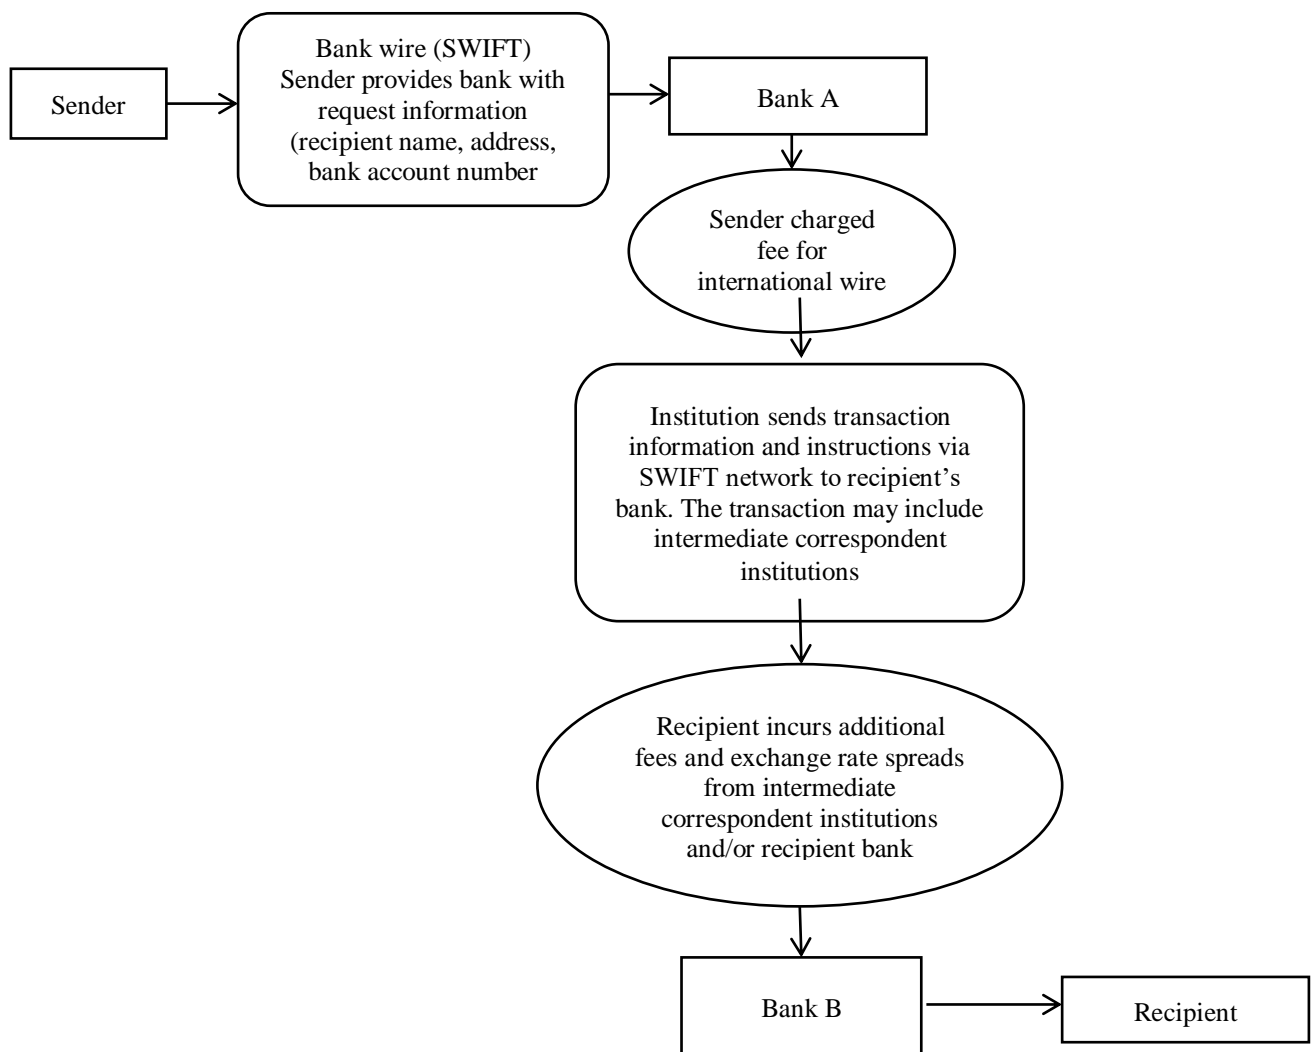 Sender
Bank wire (SWIFT)
Sender provides bank with
request information
(recipient name, address,
bank account number
Bank A
Sender charged
fee for
international wire
Institution sends transaction
information and instructions via
SWIFT network to recipient’s
bank. The transaction may include
intermediate correspondent
institutions
Recipient incurs additional
fees and exchange rate spreads
from intermediate
correspondent institutions
and/or recipient bank
Bank B
Recipient